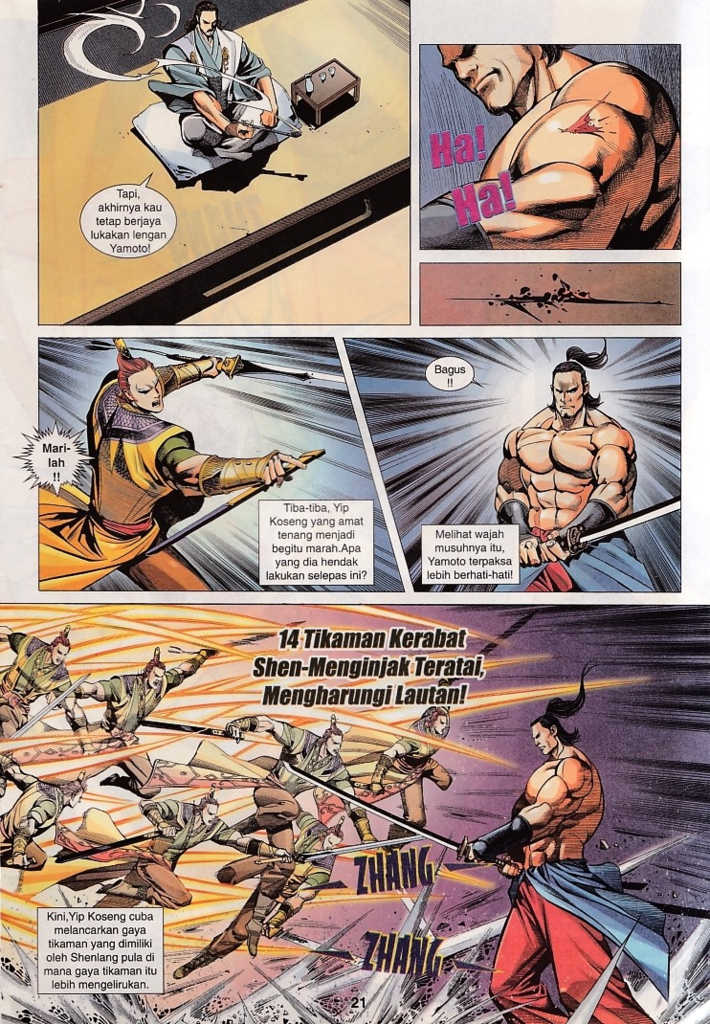 Tapi,
akhirnya kau
tetap berjaya
lukakan lengan
Yamoto!
Ha!
Ha!
Mari-
lah
!!
Tiba-tiba, Yip
Koseng yang amat
tenang menjadi
begitu marah.Apa
yang dia hendak
lakukan selepas ini?
Bagus
!!
Melihat wajah
musuhnya itu,
Yamoto terpaksa
lebih berhati-hati!
14 Tikaman Kerabat
Shen-Menginjak Teratai,
Mengharungi Lautan!
ZHANG
ZHANG
Kini,Yip Koseng cuba
melancarkan gaya
tikaman yang dimiliki
oleh Shenlang pula di
mana gaya tikaman itu
lebih mengelirukan.
21